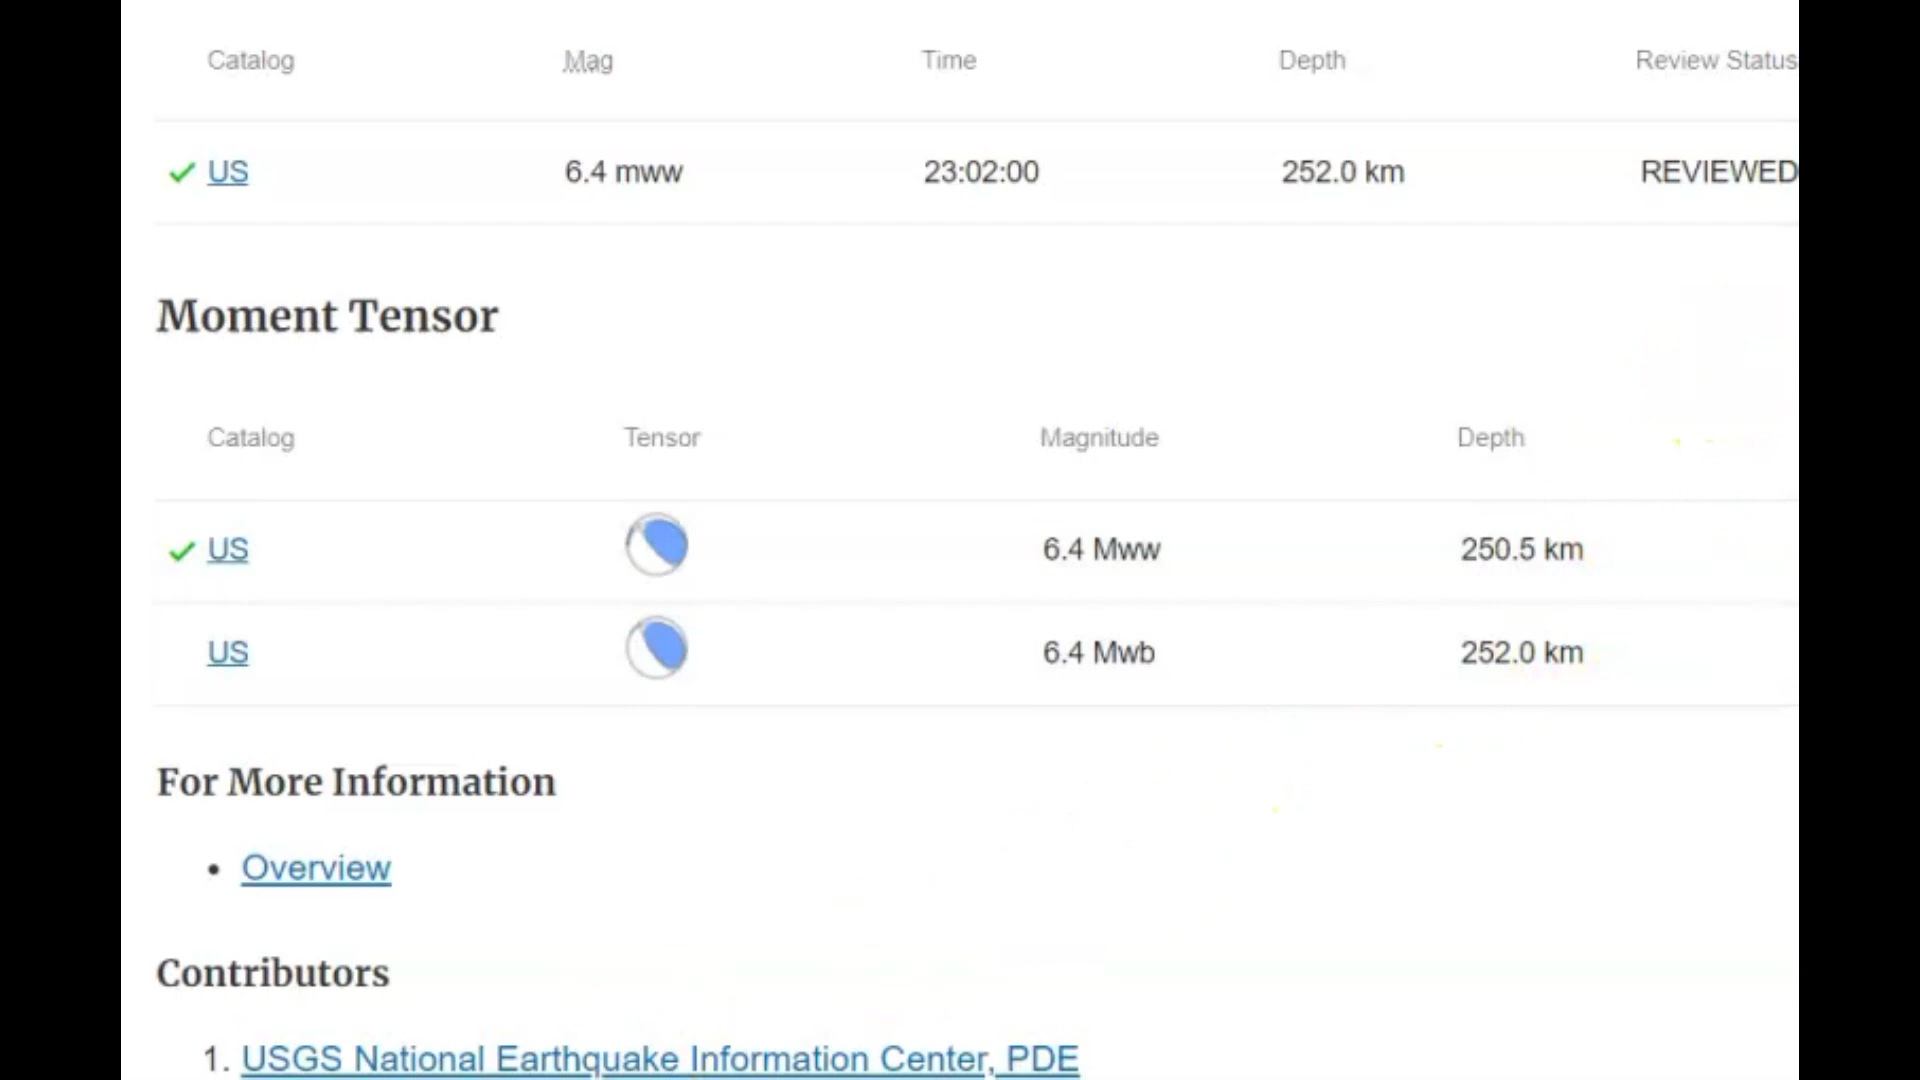 Catalog Mag Time Depth Review Status
US 6.4 mww 23:02:00 252.0 km REVIEWED
Moment Tensor
Catalog Tensor Magnitude Depth
US 6.4 Mww 250.5 km
US 6.4 Mwb 252.0 km
For More Information
• Overview
Contributors
1. USGS National Earthquake Information Center, PDE